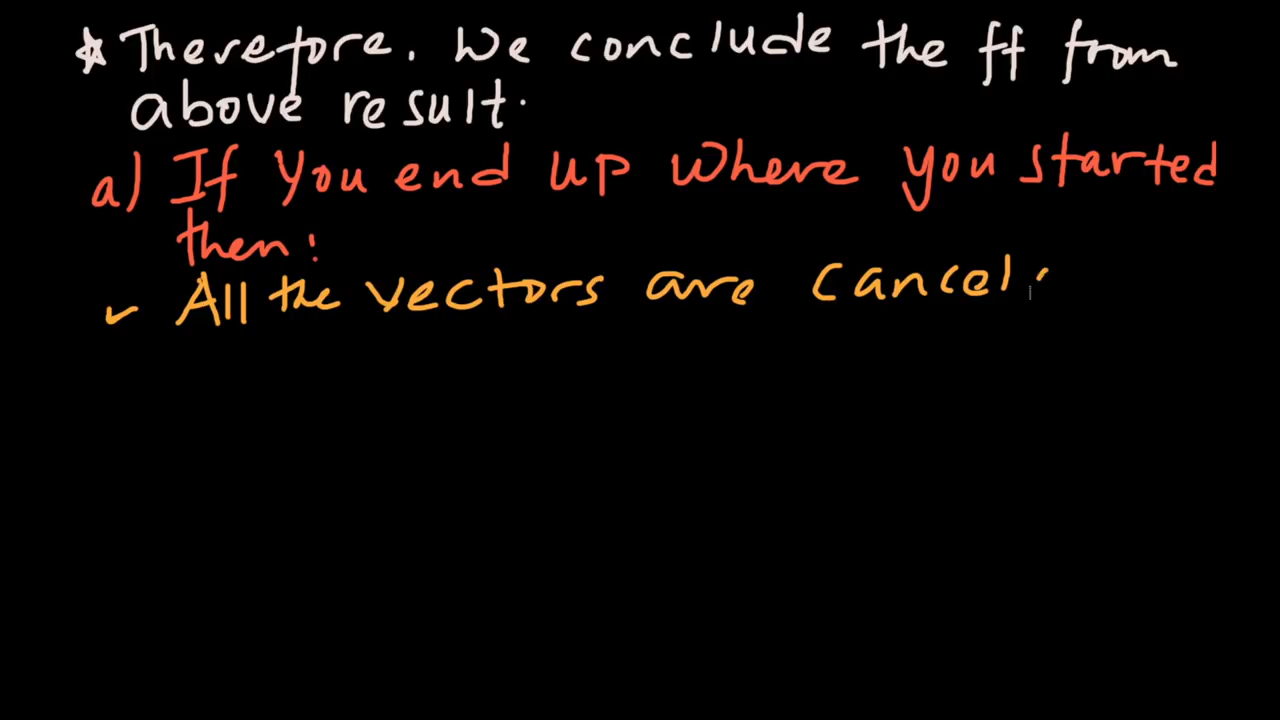 * Therefore. We conclude the ff from
above result.
a) If you end up where you started
then:
✓ All the vectors are cancel